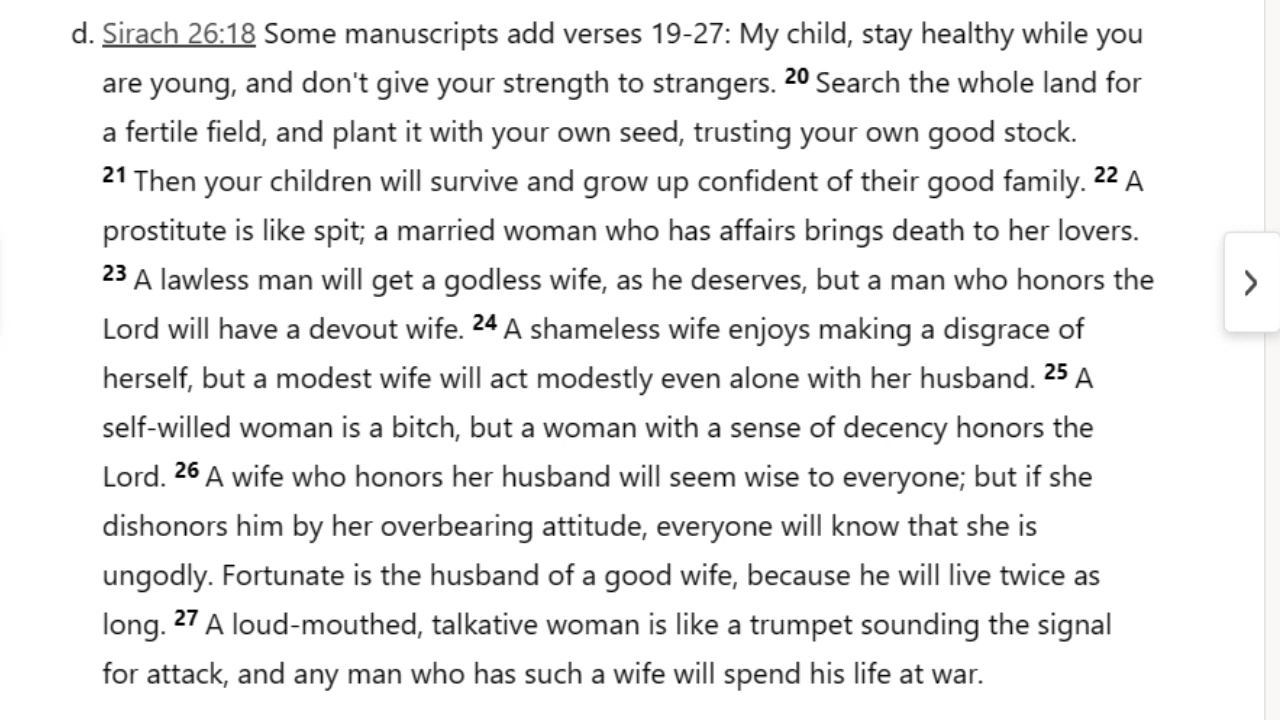 d. Sirach 26:18 Some manuscripts add verses 19-27: My child, stay healthy while you
are young, and don't give your strength to strangers. 20 Search the whole land for
a fertile field, and plant it with your own seed, trusting your own good stock.
21 Then your children will survive and grow up confident of their good family. 22 A
prostitute is like spit; a married woman who has affairs brings death to her lovers.
23 A lawless man will get a godless wife, as he deserves, but a man who honors the
Lord will have a devout wife. 24 A shameless wife enjoys making a disgrace of
herself, but a modest wife will act modestly even alone with her husband. 25 A
self-willed woman is a bitch, but a woman with a sense of decency honors the
Lord. 26 A wife who honors her husband will seem wise to everyone; but if she
dishonors him by her overbearing attitude, everyone will know that she is
ungodly. Fortunate is the husband of a good wife, because he will live twice as
long. 27 A loud-mouthed, talkative woman is like a trumpet sounding the signal
for attack, and any man who has such a wife will spend his life at war.